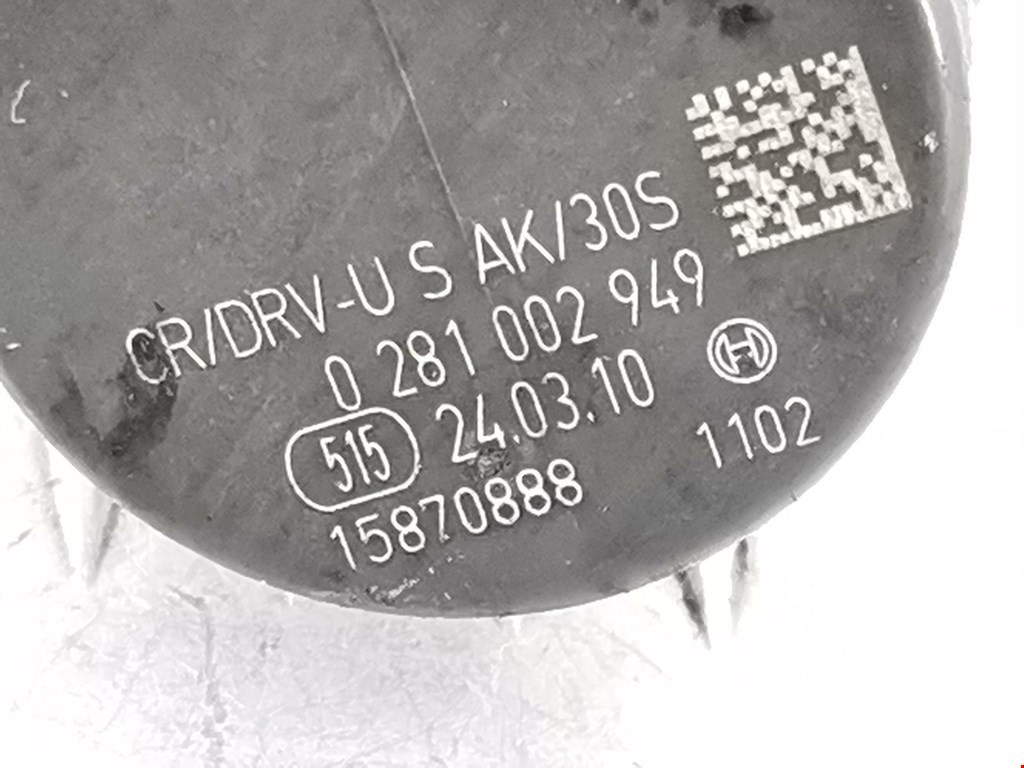 CR/DRV-U S AK/30S
0 281 002 949
515 24.03.10
15870888 1102